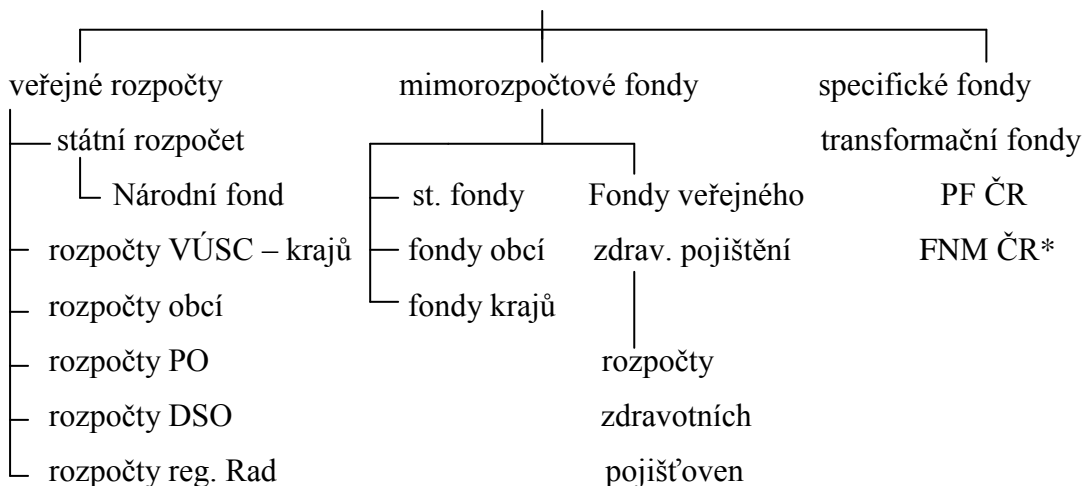 veřejné rozpočty
mimorozpočtové fondy
specifické fondy
státní rozpočet
transformační fondy
Národní fond
st. fondy
Fondy veřejného
PF ČR
rozpočty VÚSC – krajů
fondy obcí
zdrav. pojištění
FNM ČR*
rozpočty obcí
fondy krajů
rozpočty PO
rozpočty
rozpočty DSO
zdravotních
rozpočty reg. Rad
pojišťoven